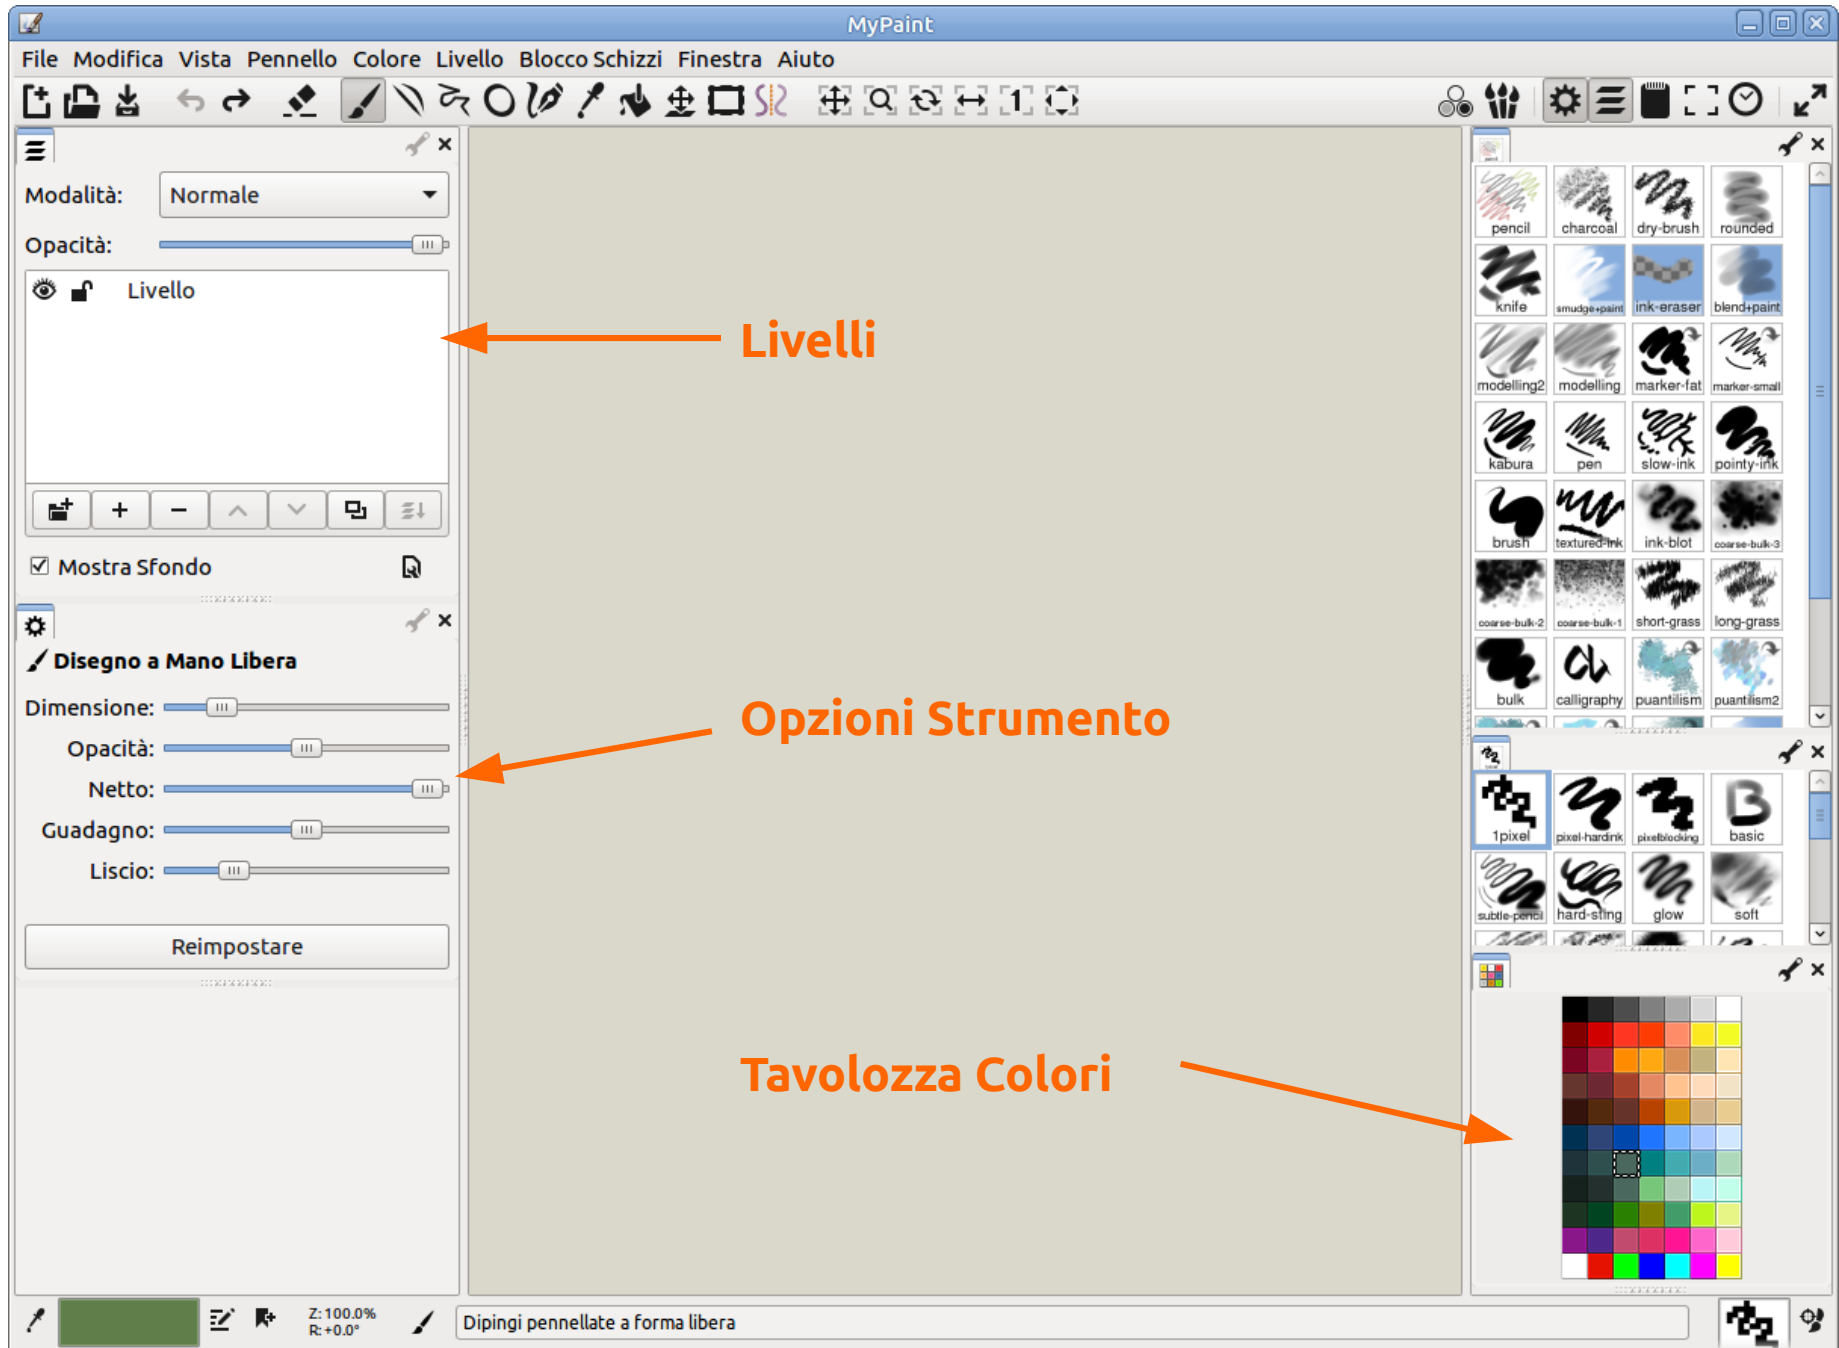 MyPaint
File Modifica Vista Pennello Colore Livello Blocco Schizzi Finestra Aiuto
Modalità: Normale
Opacità:
Livello
Mostra Sfondo
Disegno a Mano Libera
Dimensione:
Opacità:
Netto:
Guadagno:
Liscio:
Reimpostare
Livelli
Opzioni Strumento
Tavolozza Colori
pencil charcoal dry-brush rounded
knife smudge+paint ink-eraser blend+paint
modelling2 modelling marker-fat marker-small
kabura pen slow-ink pointy-ink
brush textured-ink ink-blot coarse-bulk-3
coarse-bulk-2 coarse-bulk-1 short-grass long-grass
bulk calligraphy puantilism puantilism2
1pixel pixel-hardink pixelblocking basic
subtle-pencil hard-sting glow soft
Z: 100.0%
R: +0.0°
Dipingi pennellate a forma libera